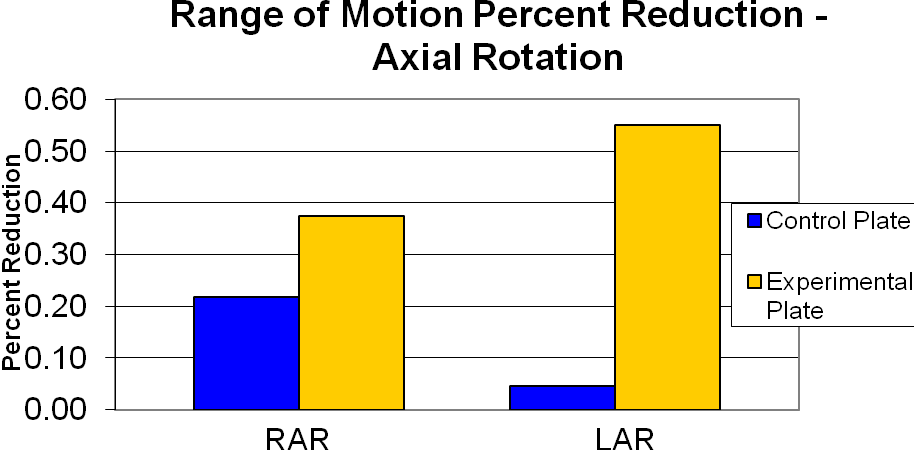 Range of Motion Percent Reduction -
Axial Rotation
Percent Reduction
0.60
0.50
0.40
0.30
0.20
0.10
0.00
RAR
LAR
Control Plate
Experimental
Plate